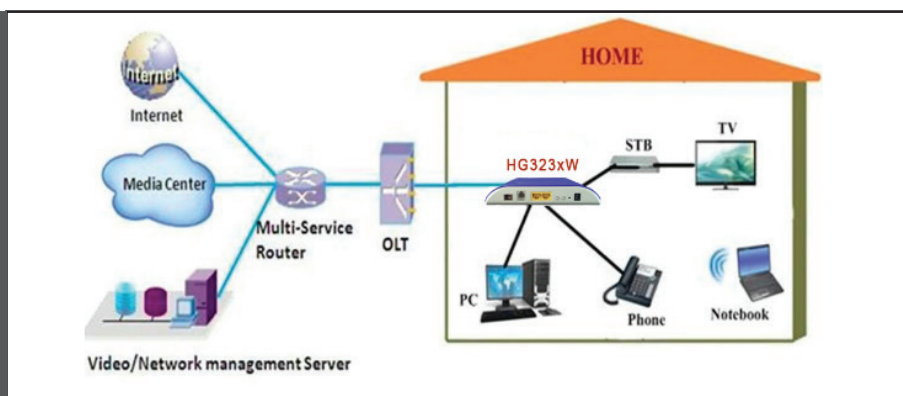 HOME
Internet
Internet
Media Center
Multi-Service
Router
OLT
Video/Network management Server
HG323xW
STB
TV
PC
Phone
Notebook